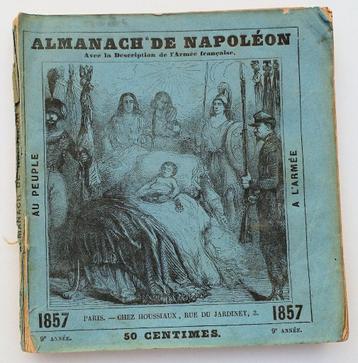 ALMANACH DE NAPOLÉON
Avec la Description de l'Armée française.
AU PEUPLE
A L'ARMÉE
1857
9e ANNÉE.
PARIS. — CHEZ HOUSSIAUX, RUE DU JARDINET, 3.
50 CENTIMES.
1857
9e ANNÉE.